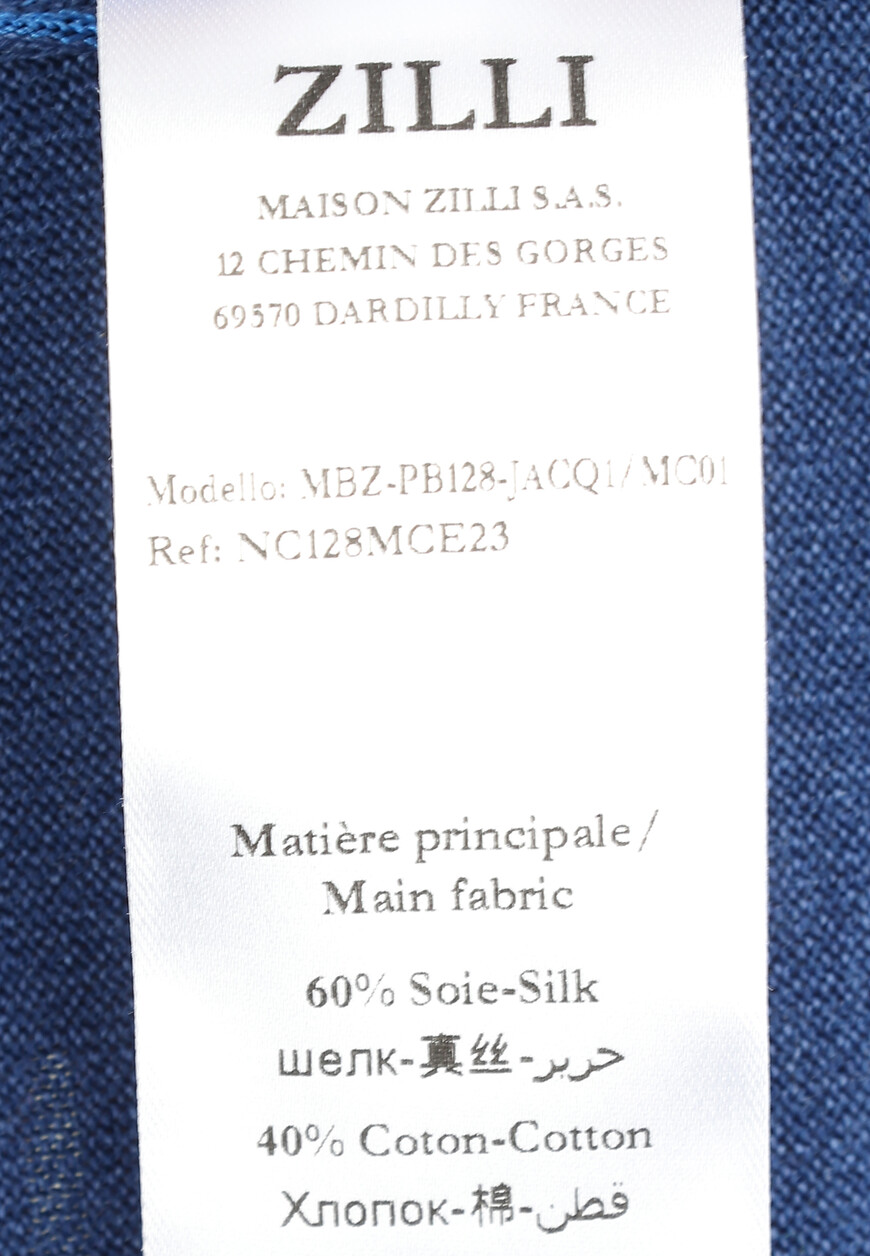 ZILLI
MAISON ZILLI S.A.S.
12 CHEMIN DES GORGES
69570 DARDILLY FRANCE
Modello: MBZ-PB128-JACQ1/MC01
Ref: NC128MCE23
Matière principale/
Main fabric
60% Soie-Silk
шелк-真丝-حرير
40% Coton-Cotton
Хлопок-棉-قطن